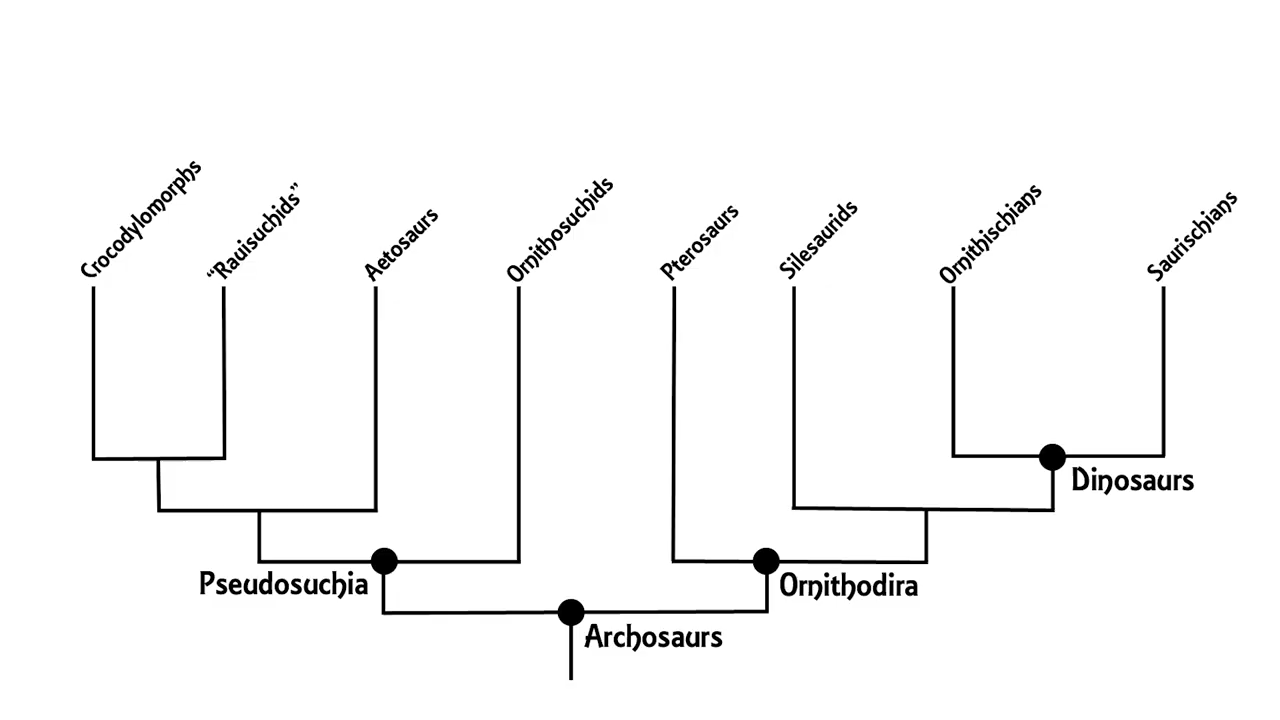 Crocodylomorphs
“Rauisuchids”
Aetosaurs
Ornithosuchids
Pterosaurs
Silesaurids
Ornithischians
Saurischians
Dinosaurs
Pseudosuchia
Ornithodira
Archosaurs